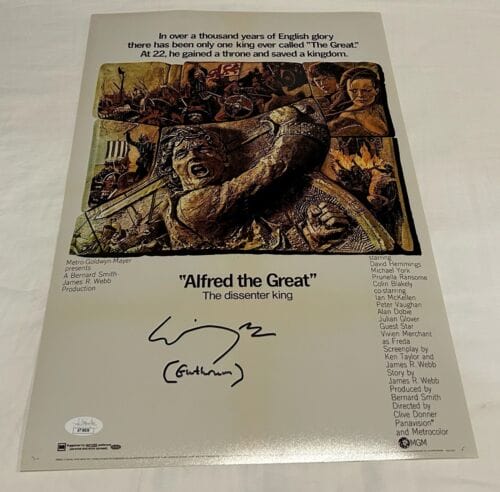 In over a thousand years of English glory
there has been only one king ever called "The Great."
At 22, he gained a throne and saved a kingdom.
Metro-Goldwyn-Mayer
presents
A Bernard Smith
James R. Webb
Production
"Alfred the Great"
The dissenter king
(Guthrum)
starring
David Hemmings
Michael York
Prunella Ransome
Colin Blakely
co-starring
Ian McKellen
Peter Vaughan
Alan Dobie
Julian Glover
Guest Star
Vivien Merchant
as Freda
Screenplay by
Ken Taylor and
James R. Webb
Story by
James R. Webb
Produced by
Bernard Smith
Directed by
Clive Donner
Panavision
and Metrocolor
MGM